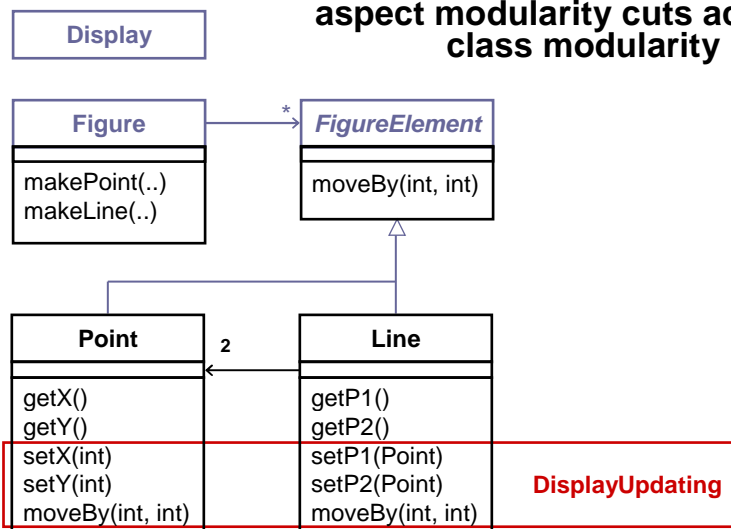 aspect modularity cuts
class modularity
Display
Figure
*
FigureElement
makePoint(..)
makeLine(..)
moveBy(int, int)
Point
2
Line
getX()
getY()
setX(int)
setY(int)
moveBy(int, int)
getP1()
getP2()
setP1(Point)
setP2(Point)
moveBy(int, int)
DisplayUpdating